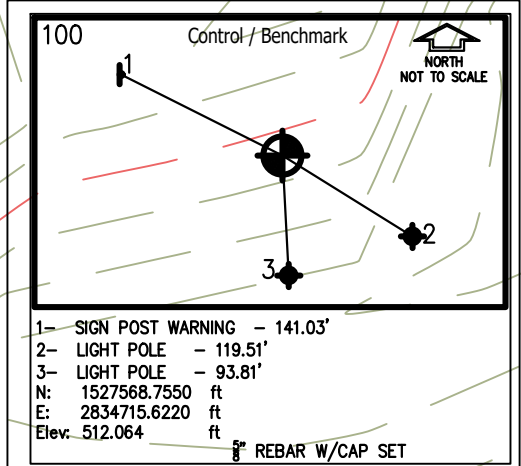 100
Control / Benchmark
NORTH
NOT TO SCALE
1
2
3
1- SIGN POST WARNING - 141.03'
2- LIGHT POLE - 119.51'
3- LIGHT POLE - 93.81'
N: 1527568.7550 ft
E: 2834715.6220 ft
Elev: 512.064 ft
5/8" REBAR W/CAP SET